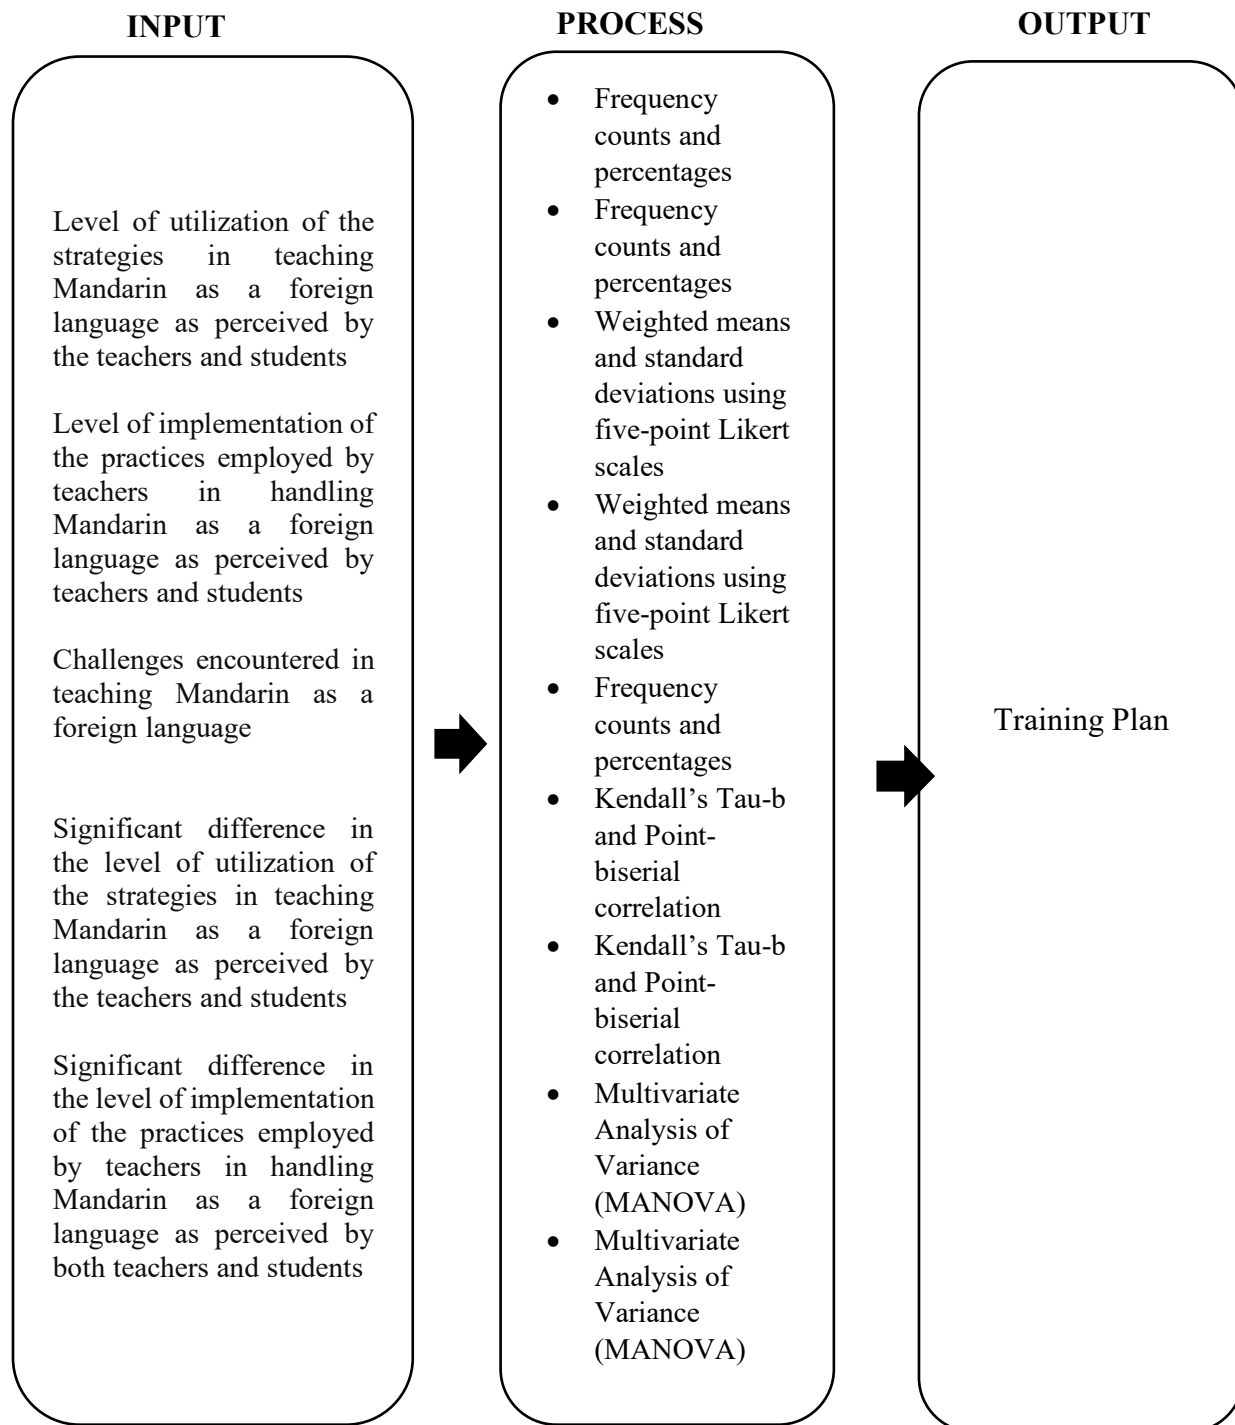 INPUT
Level of utilization of the
strategies in teaching
Mandarin as a foreign
language as perceived by
the teachers and students
Level of implementation of
the practices employed by
teachers in handling
Mandarin as a foreign
language as perceived by
teachers and students
Challenges encountered in
teaching Mandarin as a
foreign language
Significant difference in
the level of utilization of
the strategies in teaching
Mandarin as a foreign
language as perceived by
the teachers and students
Significant difference in
the level of implementation
of the practices employed
by teachers in handling
Mandarin as a foreign
language as perceived by
both teachers and students
PROCESS
• Frequency
counts and
percentages
• Frequency
counts and
percentages
• Weighted means
and standard
deviations using
five-point Likert
scales
• Weighted means
and standard
deviations using
five-point Likert
scales
• Frequency
counts and
percentages
• Kendall’s Tau-b
and Point-
biserial
correlation
• Kendall’s Tau-b
and Point-
biserial
correlation
• Multivariate
Analysis of
Variance
(MANOVA)
• Multivariate
Analysis of
Variance
(MANOVA)
OUTPUT
Training Plan